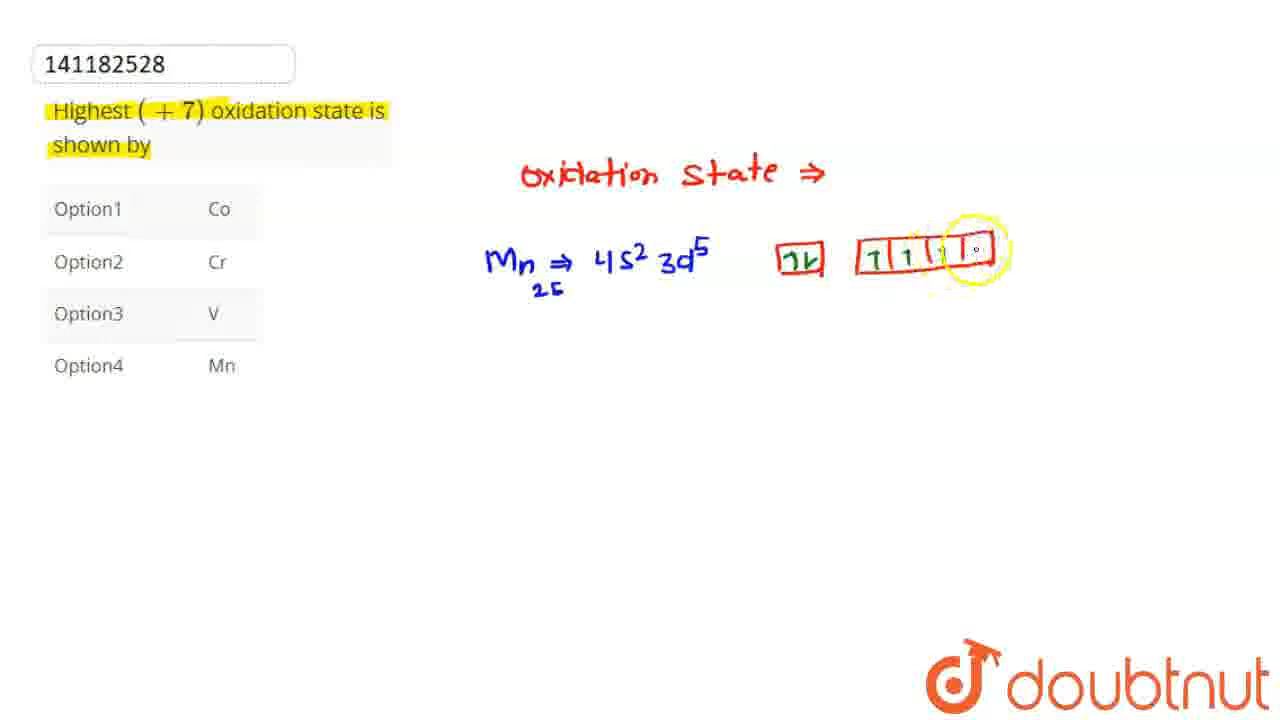 141182528
Highest (+7) oxidation state is
shown by
Option1 Co
Option2 Cr
Option3 V
Option4 Mn
oxidation state ⇒
Mn ⇒ 4s² 3d⁵
25
doubtnut